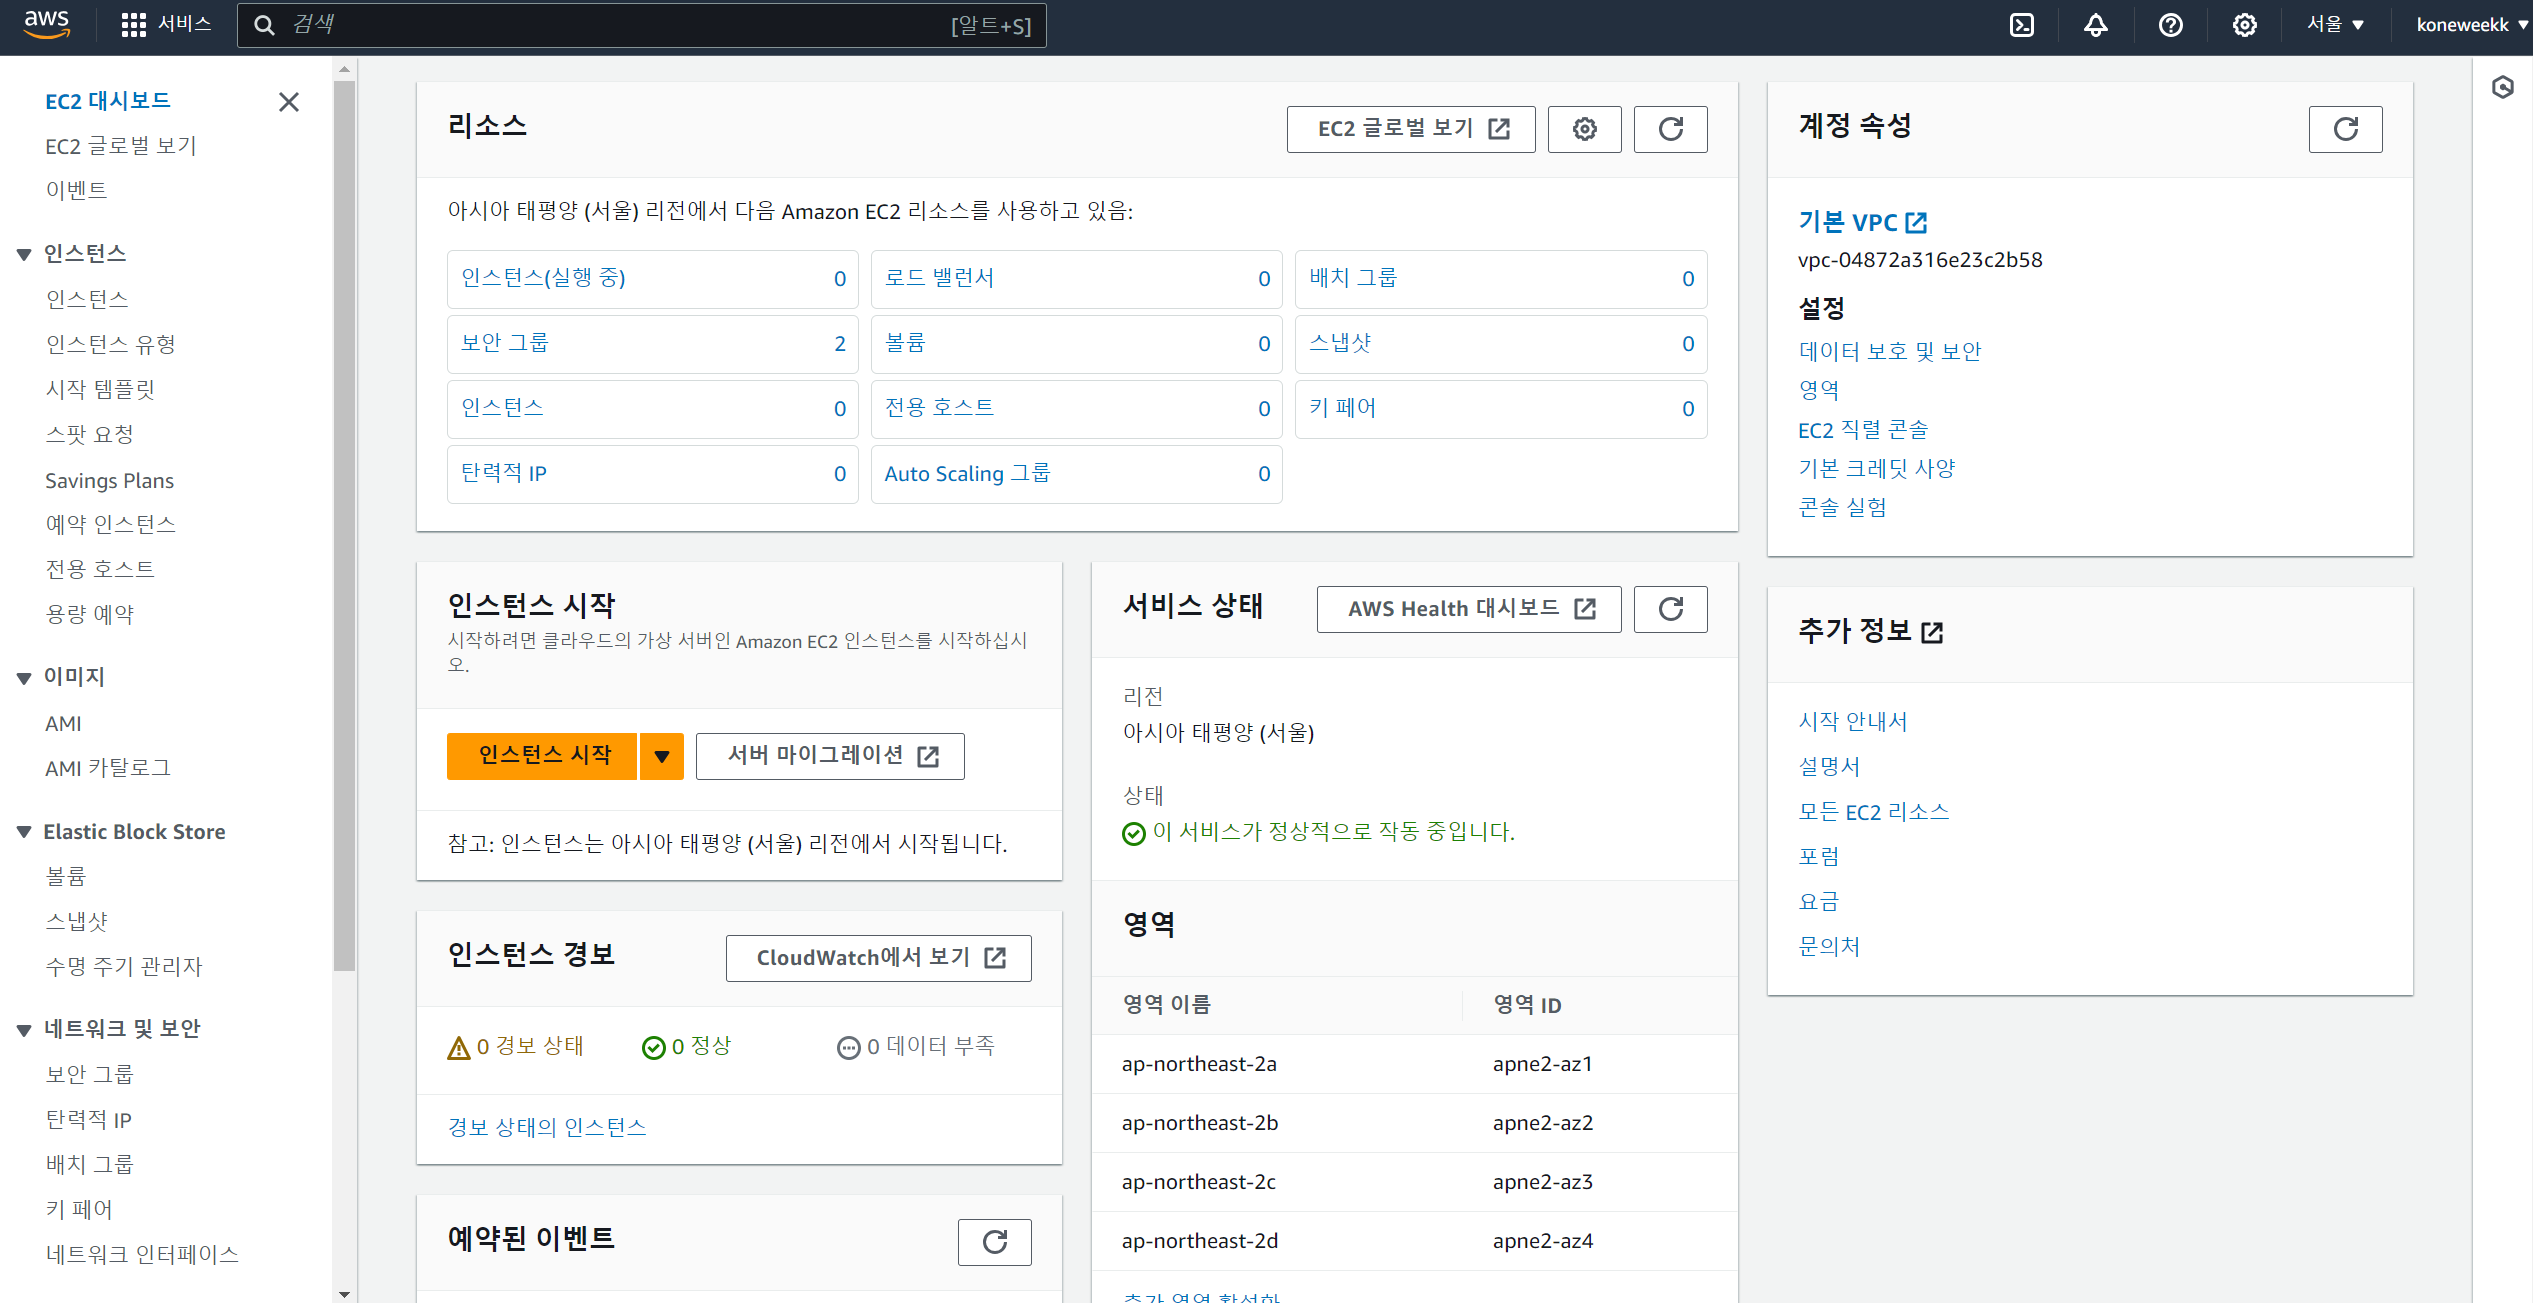 aws
서비스
검색
[알트+S]
서울
koneweekk
EC2 대시보드
EC2 글로벌 보기
이벤트
인스턴스
인스턴스
인스턴스 유형
시작 템플릿
스팟 요청
Savings Plans
예약 인스턴스
전용 호스트
용량 예약
이미지
AMI
AMI 카탈로그
Elastic Block Store
볼륨
스냅샷
수명 주기 관리자
네트워크 및 보안
보안 그룹
탄력적 IP
배치 그룹
키 페어
네트워크 인터페이스
리소스
EC2 글로벌 보기
아시아 태평양 (서울) 리전에서 다음 Amazon EC2 리소스를 사용하고 있음:
인스턴스(실행 중) 0
로드 밸런서 0
배치 그룹 0
보안 그룹 2
볼륨 0
스냅샷 0
인스턴스 0
전용 호스트 0
키 페어 0
탄력적 IP 0
Auto Scaling 그룹 0
인스턴스 시작
시작하려면 클라우드의 가상 서버인 Amazon EC2 인스턴스를 시작하십시
오.
인스턴스 시작
서버 마이그레이션
참고: 인스턴스는 아시아 태평양 (서울) 리전에서 시작됩니다.
인스턴스 경보
CloudWatch에서 보기
0 경보 상태
0 정상
0 데이터 부족
경보 상태의 인스턴스
예약된 이벤트
서비스 상태
AWS Health 대시보드
리전
아시아 태평양 (서울)
상태
이 서비스가 정상적으로 작동 중입니다.
영역
영역 이름 영역 ID
ap-northeast-2a apne2-az1
ap-northeast-2b apne2-az2
ap-northeast-2c apne2-az3
ap-northeast-2d apne2-az4
추가 영역 활성화
계정 속성
기본 VPC
vpc-04872a316e23c2b58
설정
데이터 보호 및 보안
영역
EC2 직렬 콘솔
기본 크레딧 사양
콘솔 실험
추가 정보
시작 안내서
설명서
모든 EC2 리소스
포럼
요금
문의처